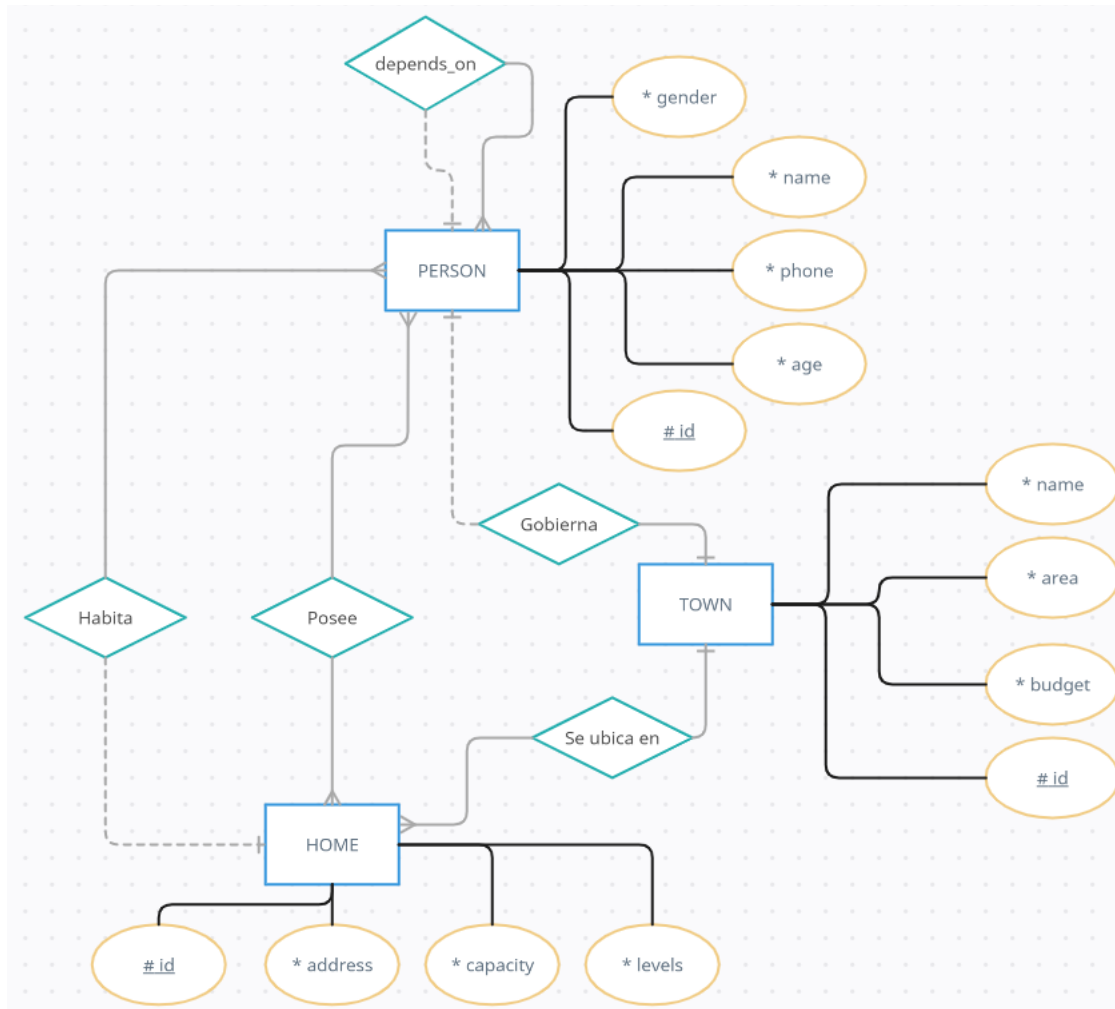 depends_on
* gender
* name
PERSON
* phone
* age
# id
* name
Gobierna
* area
TOWN
Habita
Posee
* budget
Se ubica en
# id
HOME
# id
* address
* capacity
* levels